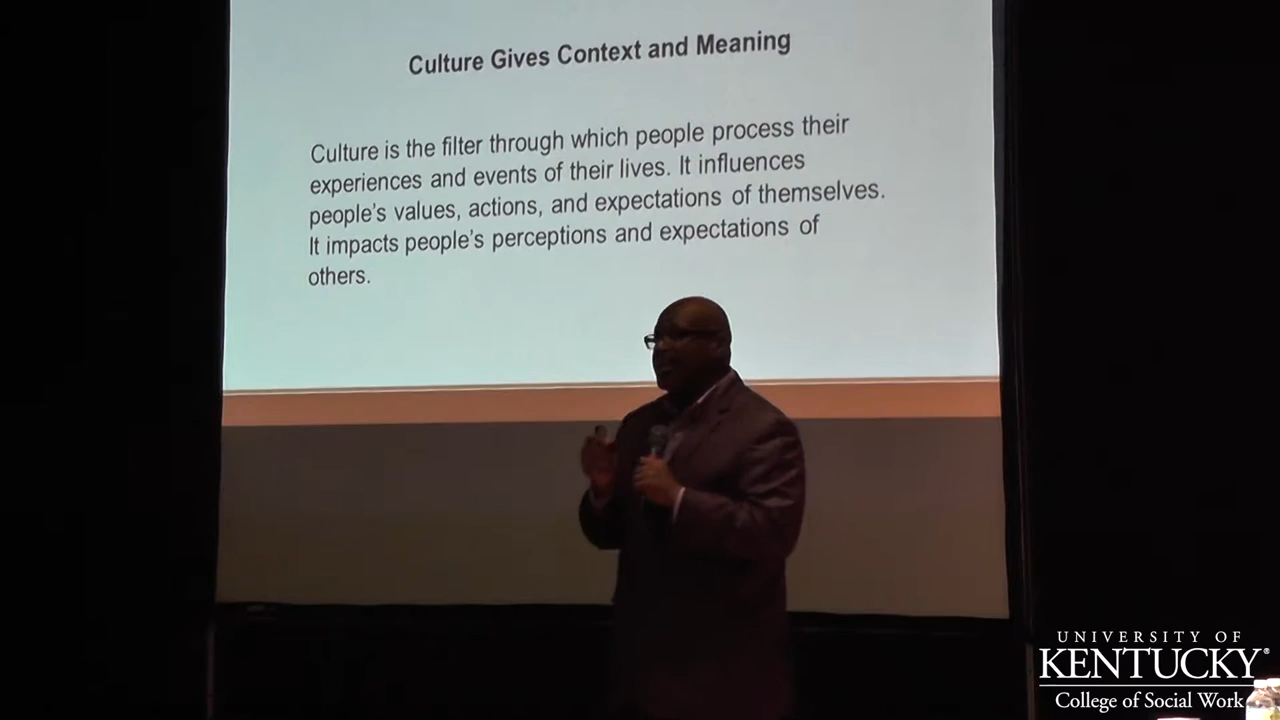 Culture Gives Context and Meaning
Culture is the filter through which people process their
experiences and events of their lives. It influences
people's values, actions, and expectations of themselves.
It impacts people's perceptions and expectations of
others.
UNIVERSITY OF
KENTUCKY®
College of Social Work